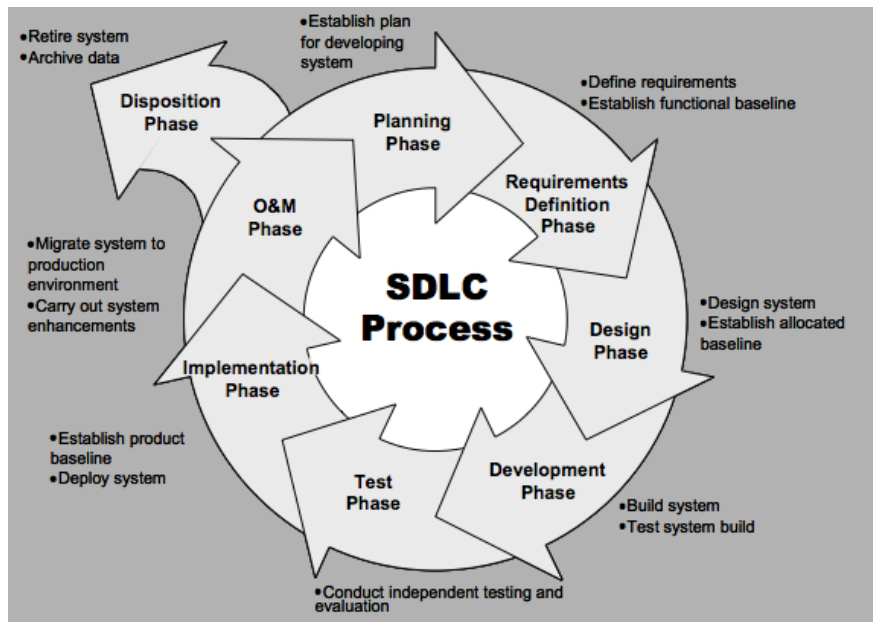 •Retire system
•Archive data
•Establish plan
for developing
system
•Define requirements
•Establish functional baseline
Disposition
Phase
Planning
Phase
Requirements
Definition
Phase
O&M
Phase
•Migrate system to
production
environment
•Carry out system
enhancements
SDLC
Process
•Design system
•Establish allocated
baseline
Design
Phase
Implementation
Phase
•Establish product
baseline
•Deploy system
Test
Phase
Development
Phase
•Build system
•Test system build
•Conduct independent testing and
evaluation